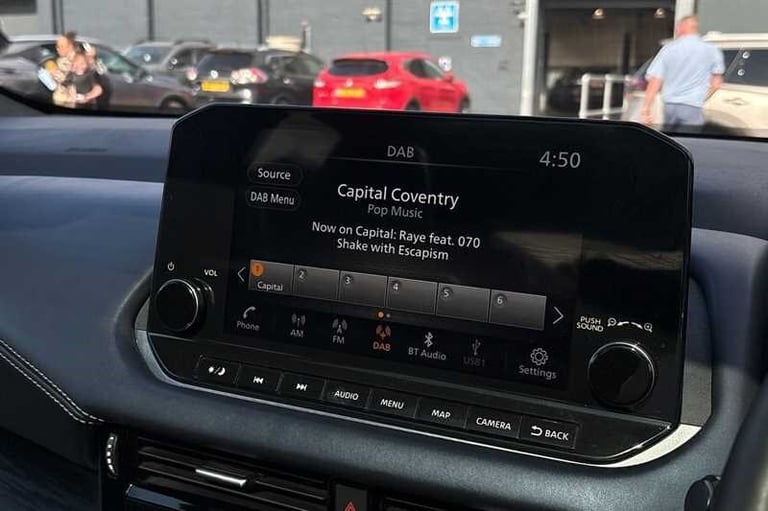 DAB
4:50
Source
DAB Menu
Capital Coventry
Pop Music
Now on Capital: Raye feat. 070
Shake with Escapism
1
2
3
4
5
6
Capital
VOL
PUSH
SOUND
Phone
AM
FM
DAB
BT Audio
USB1
Settings
AUDIO
MENU
MAP
CAMERA
BACK